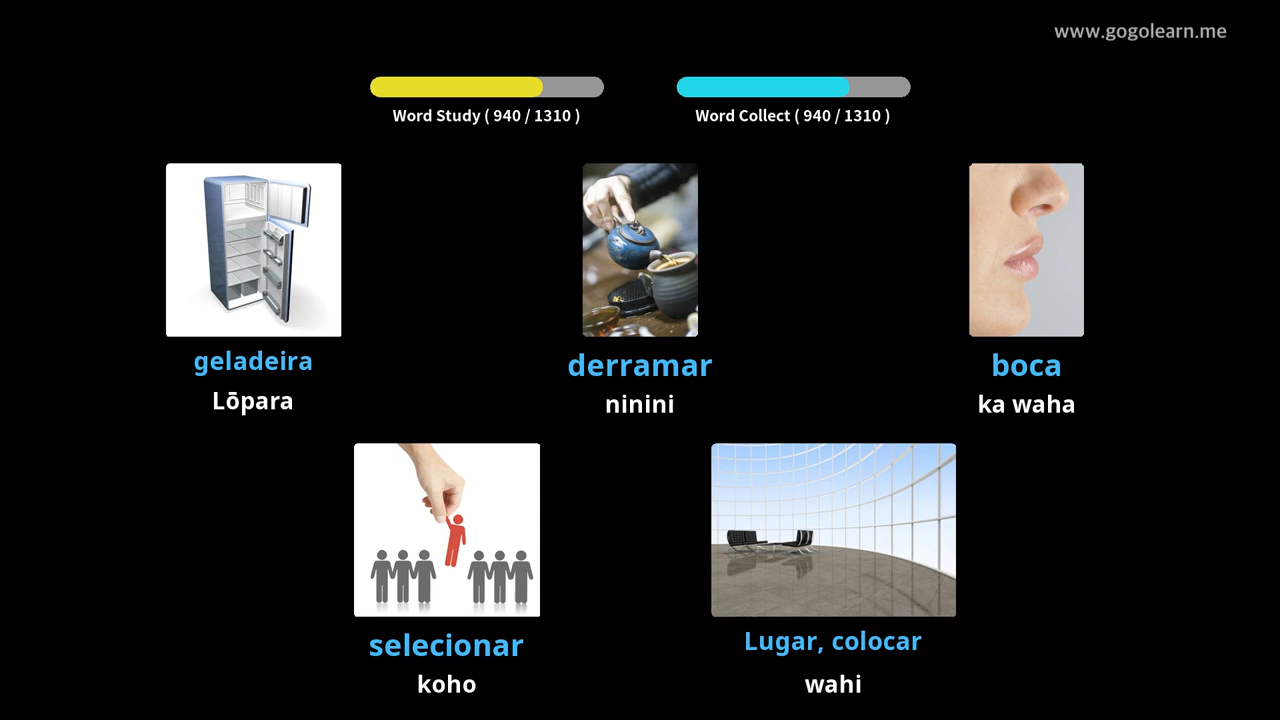 www.gogolearn.me
Word Study ( 940 / 1310 )
Word Collect ( 940 / 1310 )
geladeira
Lōpara
derramar
ninini
boca
ka waha
selecionar
koho
Lugar, colocar
wahi